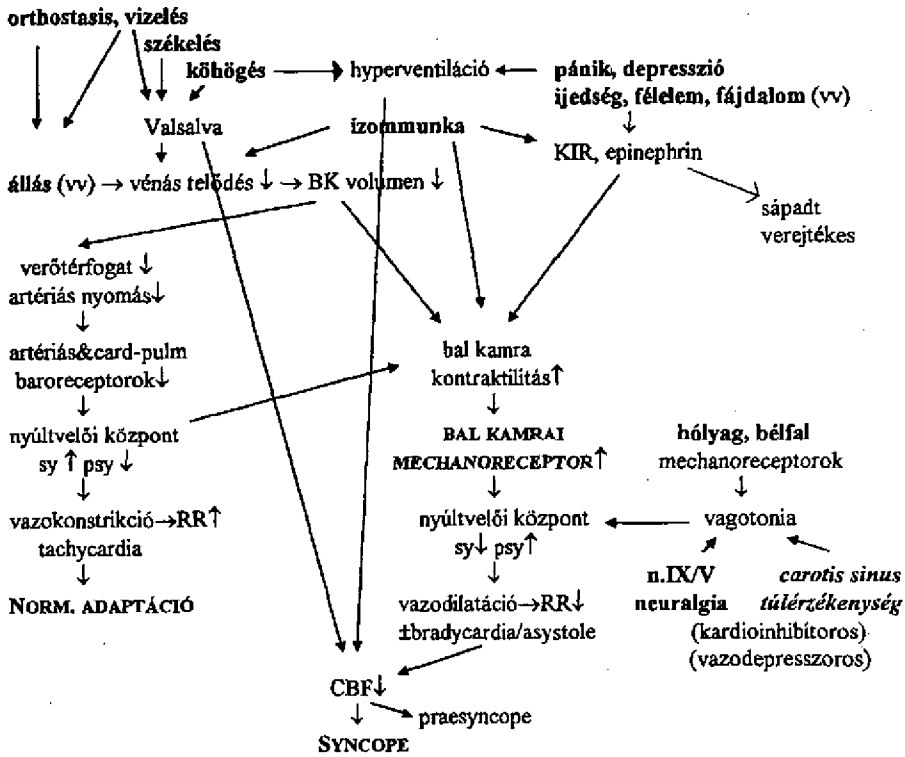 orthostasis, vizelés
székelés
köhögés → hyperventiláció ← pánik, depresszió
ijedség, félelem, fájdalom (vv)
Valsalva
izommunka
KIR, epinephrin
állás (vv) → vénás telődés ↓ → BK volumen ↓
sápadt
verejtékes
verőtérfogat ↓
artériás nyomás↓
artériás&card-pulm
baroreceptorok↓
nyúltvelői központ
sy ↑ psy ↓
vazokonstrikció→RR↑
tachycardia
NORM. ADAPTÁCIÓ
bal kamra
kontraktilitás↑
BAL KAMRAI
MECHANORECEPTOR↑
nyúltvelői központ
sy↓ psy↑
vazodilatáció→RR↓
±bradycardia/asystole
hólyag, bélfal
mechanoreceptorok
vagotonia
n.IX/V
neuralgia
carotis sinus
túlérzékenység
(kardioinhibítoros)
(vazodepresszoros)
CBF↓
praesyncope
SYNCOPE